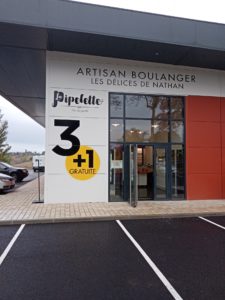 ARTISAN BOULANGER
LES DÉLICES DE NATHAN
Pipelette
3
+1
GRATUITE